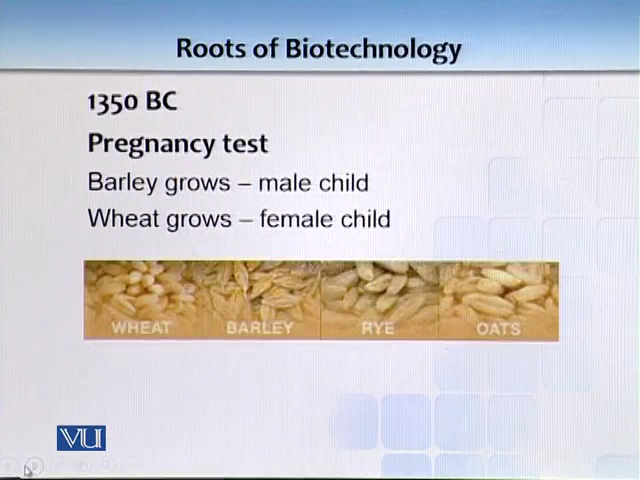 Roots of Biotechnology
1350 BC
Pregnancy test
Barley grows – male child
Wheat grows – female child
WHEAT BARLEY RYE OATS
VU